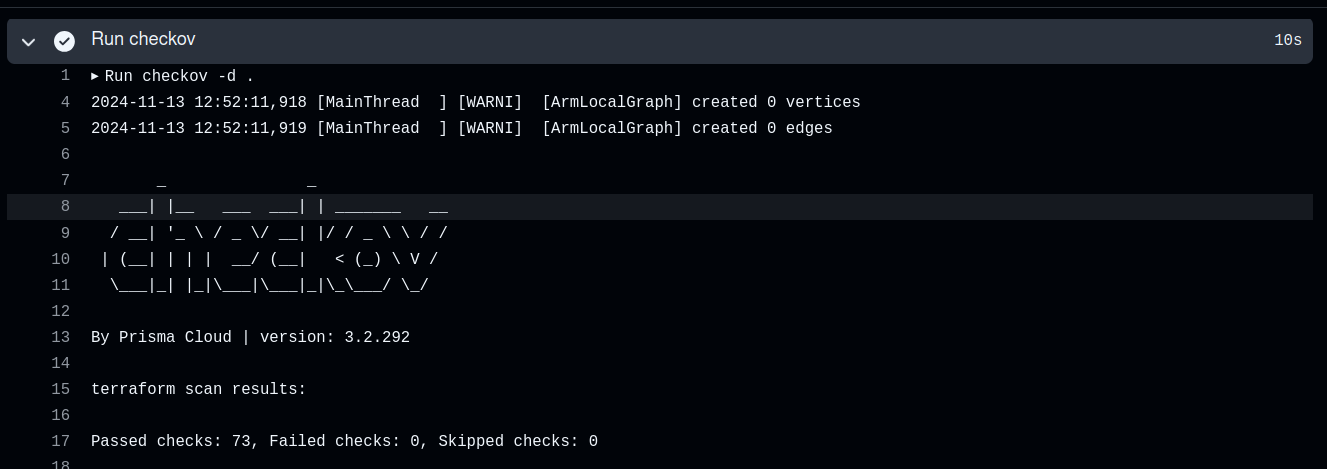 Run checkov 10s
1 ▶ Run checkov -d .
4 2024-11-13 12:52:11,918 [MainThread  ] [WARNI]  [ArmLocalGraph] created 0 vertices
5 2024-11-13 12:52:11,919 [MainThread  ] [WARNI]  [ArmLocalGraph] created 0 edges
6
7        _               _
8    ___| |__   ___  ___| | _______   __
9   / __| '_ \ / _ \/ __| |/ / _ \ \ / /
10  | (__| | | |  __/ (__|   < (_) \ V /
11   \___|_| |_|\___|\___|_|\_\___/ \_/
12
13 By Prisma Cloud | version: 3.2.292
14
15 terraform scan results:
16
17 Passed checks: 73, Failed checks: 0, Skipped checks: 0
18